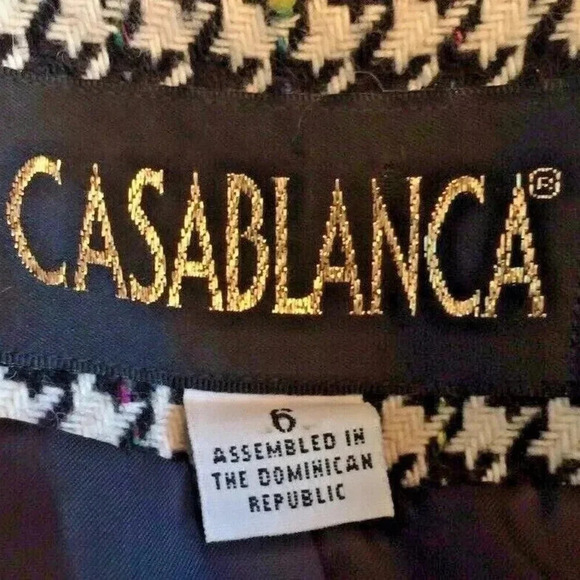 CASABLANCA®
6
ASSEMBLED IN
THE DOMINICAN
REPUBLIC